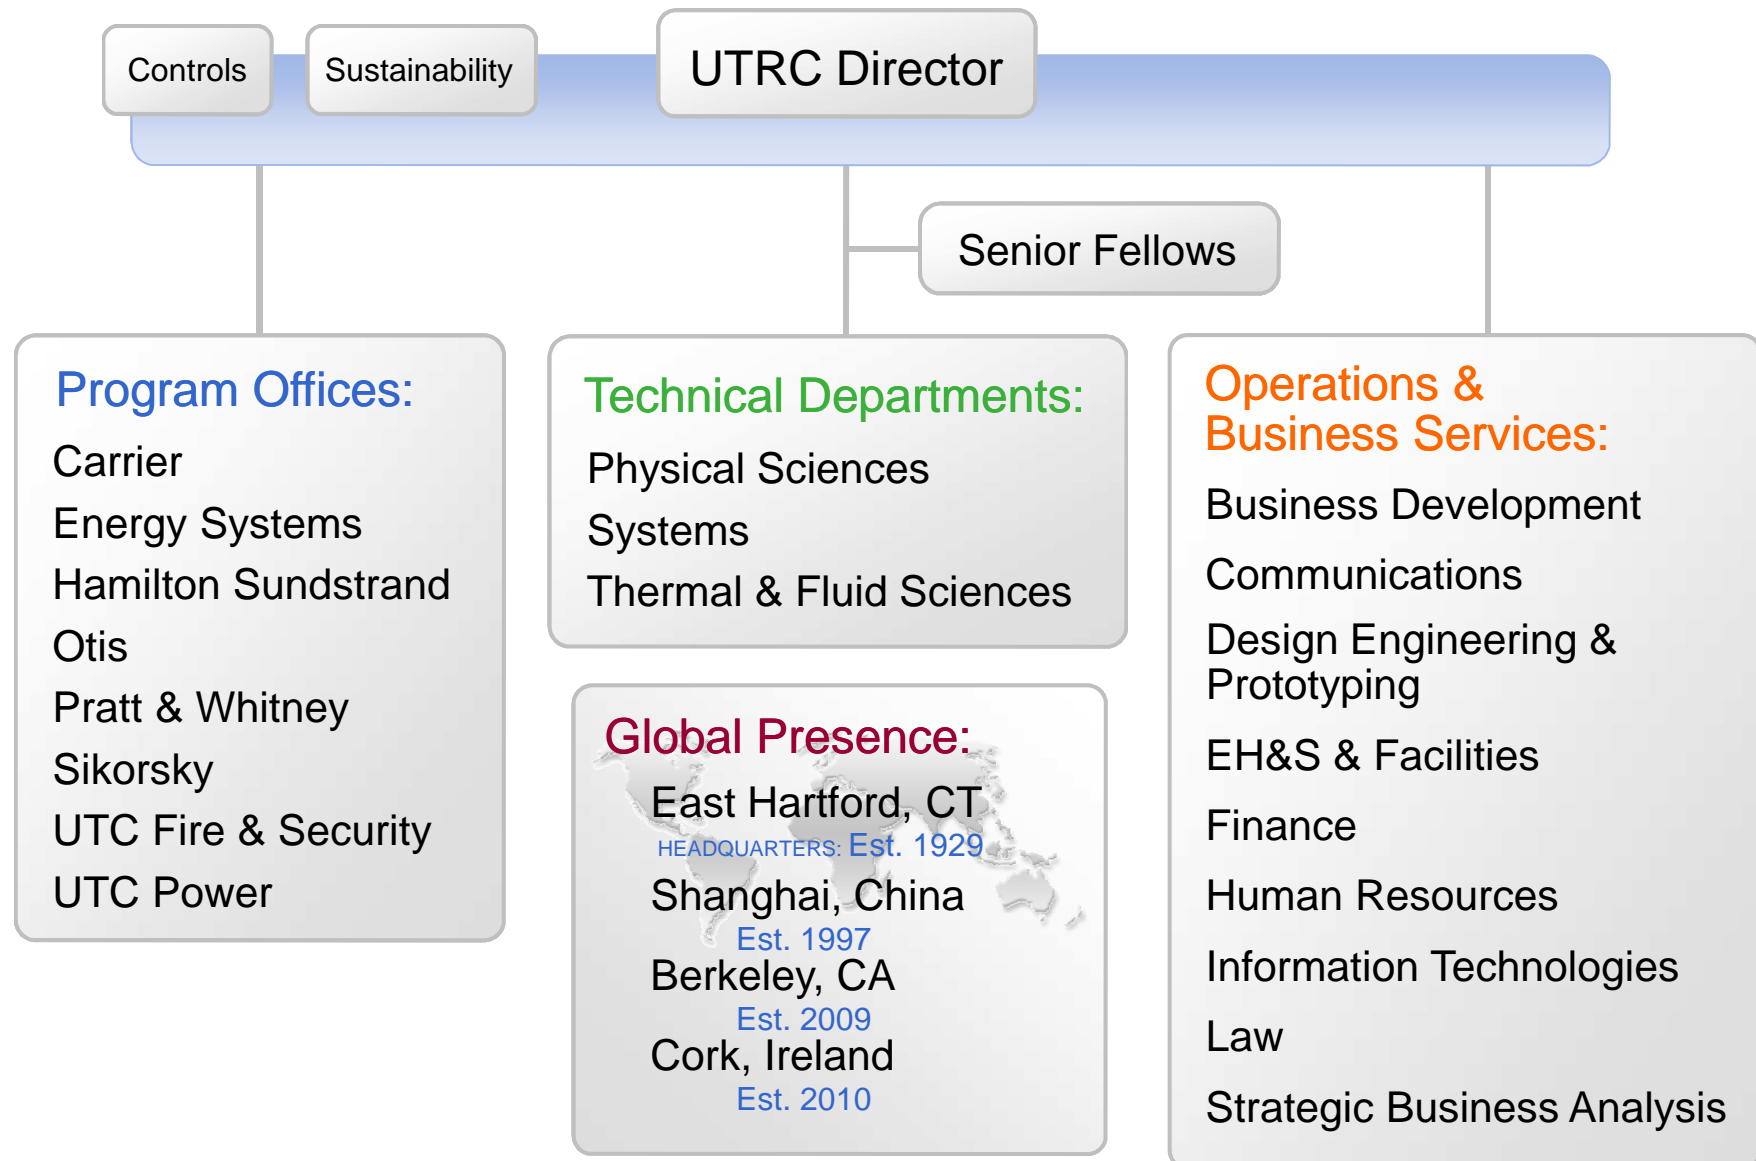 Controls
Sustainability
UTRC Director
Senior Fellows
Program Offices:
Carrier
Energy Systems
Hamilton Sundstrand
Otis
Pratt & Whitney
Sikorsky
UTC Fire & Security
UTC Power
Technical Departments:
Physical Sciences
Systems
Thermal & Fluid Sciences
Global Presence:
East Hartford, CT
HEADQUARTERS: Est. 1929
Shanghai, China
Est. 1997
Berkeley, CA
Est. 2009
Cork, Ireland
Est. 2010
Operations &
Business Services:
Business Development
Communications
Design Engineering &
Prototyping
EH&S & Facilities
Finance
Human Resources
Information Technologies
Law
Strategic Business Analysis